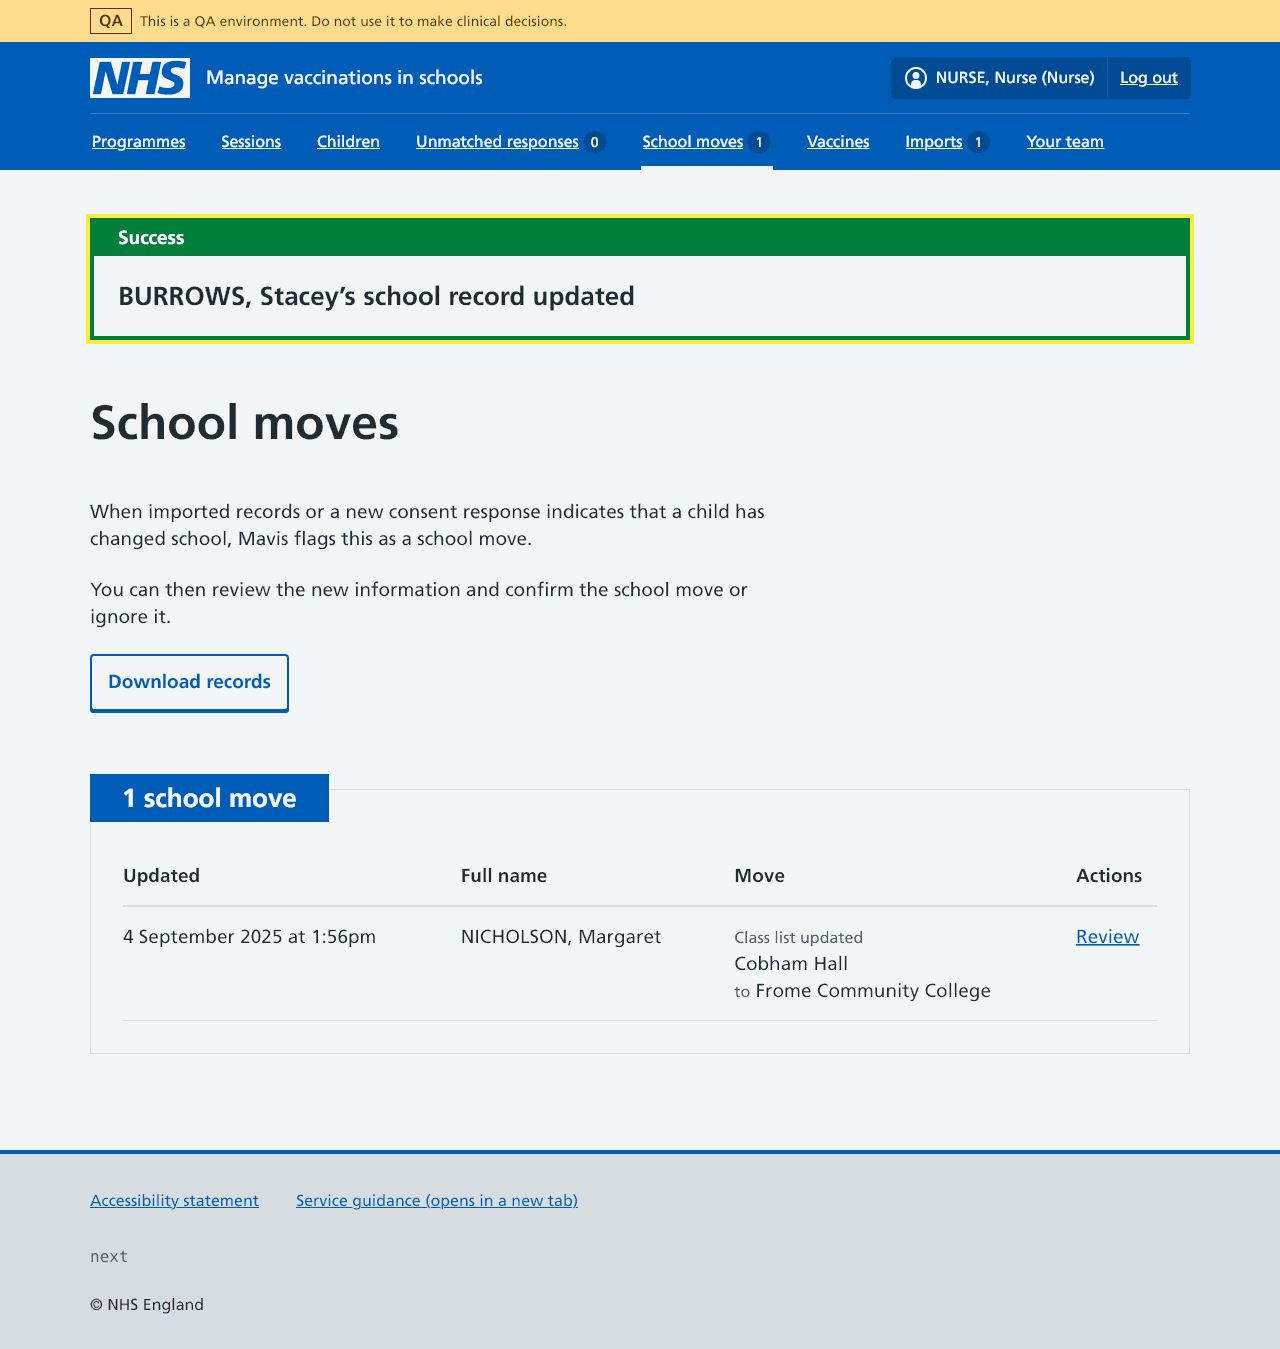 QA This is a QA environment. Do not use it to make clinical decisions.
NHS Manage vaccinations in schools NURSE, Nurse (Nurse) Log out
Programmes Sessions Children Unmatched responses 0 School moves 1 Vaccines Imports 1 Your team
Success
BURROWS, Stacey’s school record updated
School moves
When imported records or a new consent response indicates that a child has
changed school, Mavis flags this as a school move.
You can then review the new information and confirm the school move or
ignore it.
Download records
1 school move
Updated Full name Move Actions
4 September 2025 at 1:56pm NICHOLSON, Margaret Class list updated Review
Cobham Hall
to Frome Community College
Accessibility statement Service guidance (opens in a new tab)
next
© NHS England